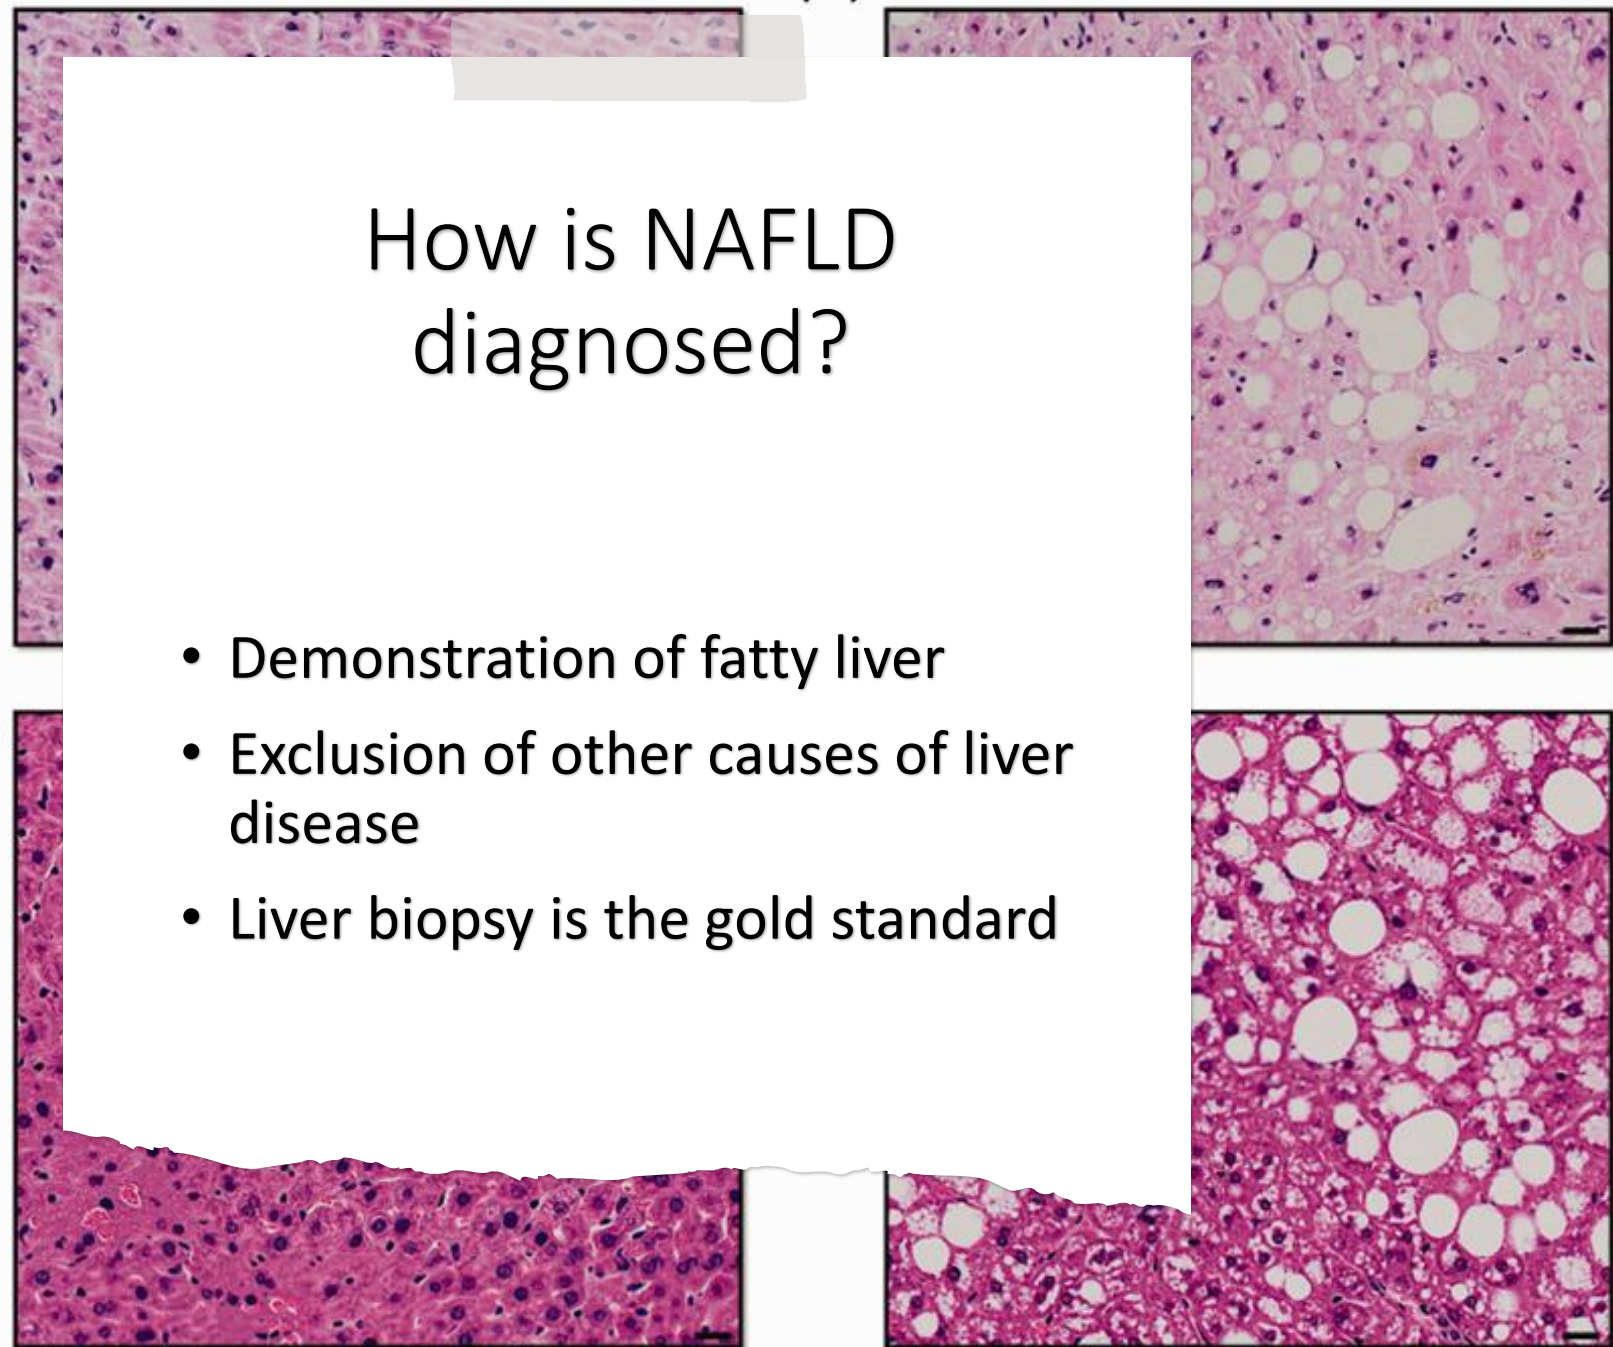 How is NAFLD
diagnosed?
• Demonstration of fatty liver
• Exclusion of other causes of liver
disease
• Liver biopsy is the gold standard